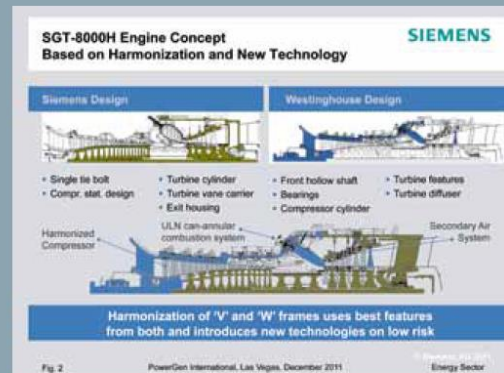 SGT-8000H Engine Concept
Based on Harmonization and New Technology
SIEMENS
Siemens Design
• Single tie bolt
• Compr. stat. design
• Turbine cylinder
• Turbine vane carrier
• Exit housing
Westinghouse Design
• Front hollow shaft
• Bearings
• Compressor cylinder
• Turbine features
• Turbine diffuser
Harmonized
Compressor
ULN can-annular
combustion system
Secondary Air
System
Harmonization of 'V' and 'W' frames uses best features
from both and introduces new technologies on low risk
© Siemens AG 2011
Fig. 2
PowerGen International, Las Vegas, December 2011
Energy Sector